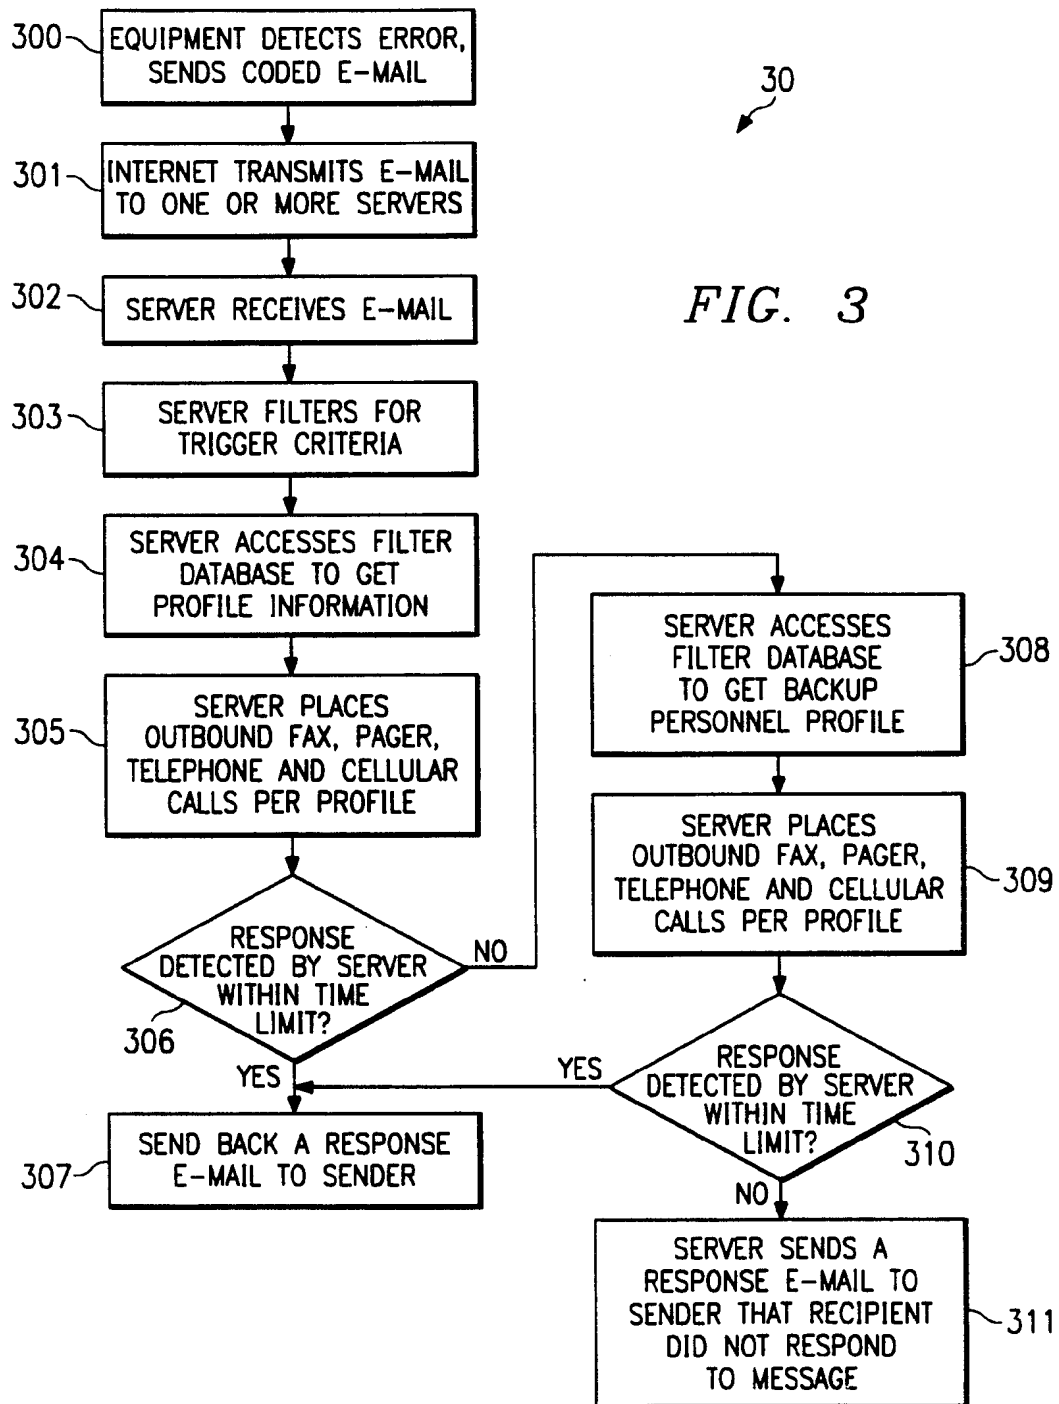 300
EQUIPMENT DETECTS ERROR,
SENDS CODED E-MAIL
301
INTERNET TRANSMITS E-MAIL
TO ONE OR MORE SERVERS
302
SERVER RECEIVES E-MAIL
303
SERVER FILTERS FOR
TRIGGER CRITERIA
304
SERVER ACCESSES FILTER
DATABASE TO GET
PROFILE INFORMATION
305
SERVER PLACES
OUTBOUND FAX, PAGER,
TELEPHONE AND CELLULAR
CALLS PER PROFILE
RESPONSE
DETECTED BY SERVER
WITHIN TIME
LIMIT?
306
NO
YES
307
SEND BACK A RESPONSE
E-MAIL TO SENDER
30
FIG. 3
SERVER ACCESSES
FILTER DATABASE
TO GET BACKUP
PERSONNEL PROFILE
308
SERVER PLACES
OUTBOUND FAX, PAGER,
TELEPHONE AND CELLULAR
CALLS PER PROFILE
309
YES
RESPONSE
DETECTED BY SERVER
WITHIN TIME
LIMIT?
310
NO
SERVER SENDS A
RESPONSE E-MAIL TO
SENDER THAT RECIPIENT
DID NOT RESPOND
TO MESSAGE
311